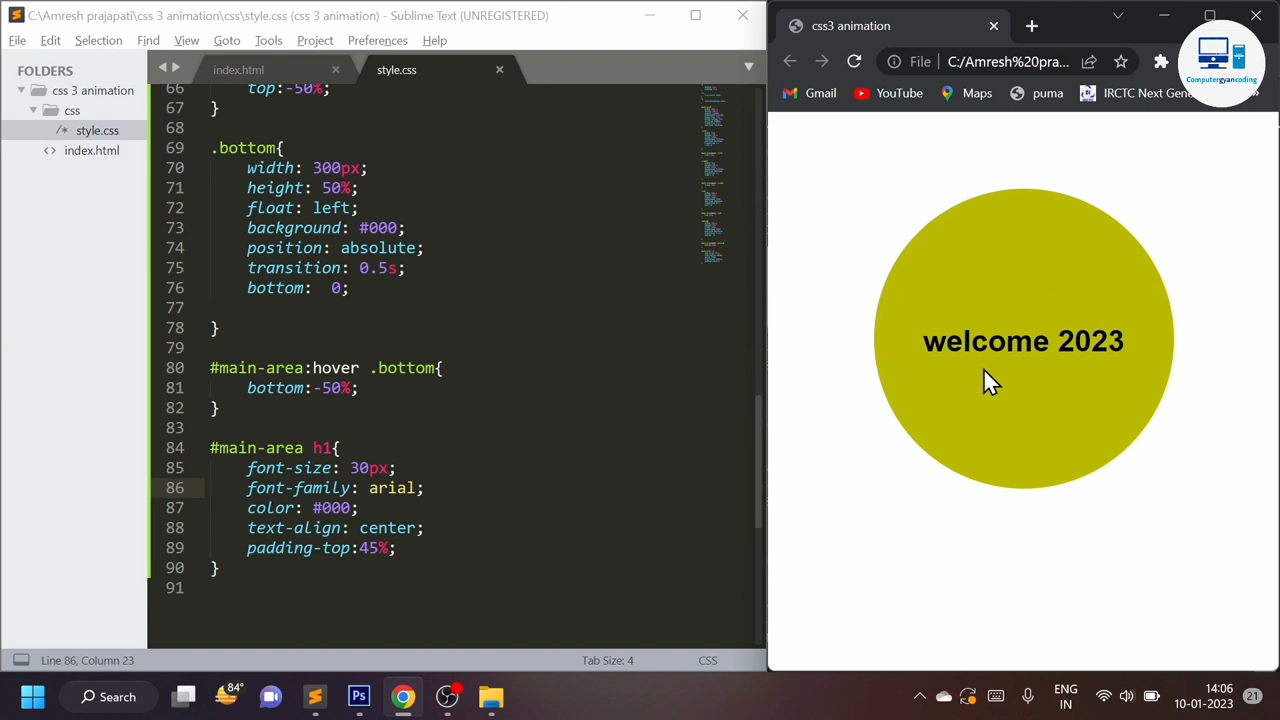 C:\Amresh prajapati\css 3 animation\css\style.css (css 3 animation) - Sublime Text (UNREGISTERED)
File Edit Selection Find View Goto Tools Project Preferences Help
FOLDERS
css 3 animation
css
/* style.css
<> index.html
index.html
style.css
66 top:-50%;
67 }
68
69 .bottom{
70 width: 300px;
71 height: 50%;
72 float: left;
73 background: #000;
74 position: absolute;
75 transition: 0.5s;
76 bottom:  0;
77
78 }
79
80 #main-area:hover .bottom{
81 bottom:-50%;
82 }
83
84 #main-area h1{
85 font-size: 30px;
86 font-family: arial;
87 color: #000;
88 text-align: center;
89 padding-top:45%;
90 }
91
Line 86, Column 23
Tab Size: 4
CSS
css3 animation
File C:/Amresh%20pra...
Gmail YouTube Maps puma IRCTC Next Gene
Computergyancoding
welcome 2023
84°
Search
Ps
ENG
IN
14:06
10-01-2023
21